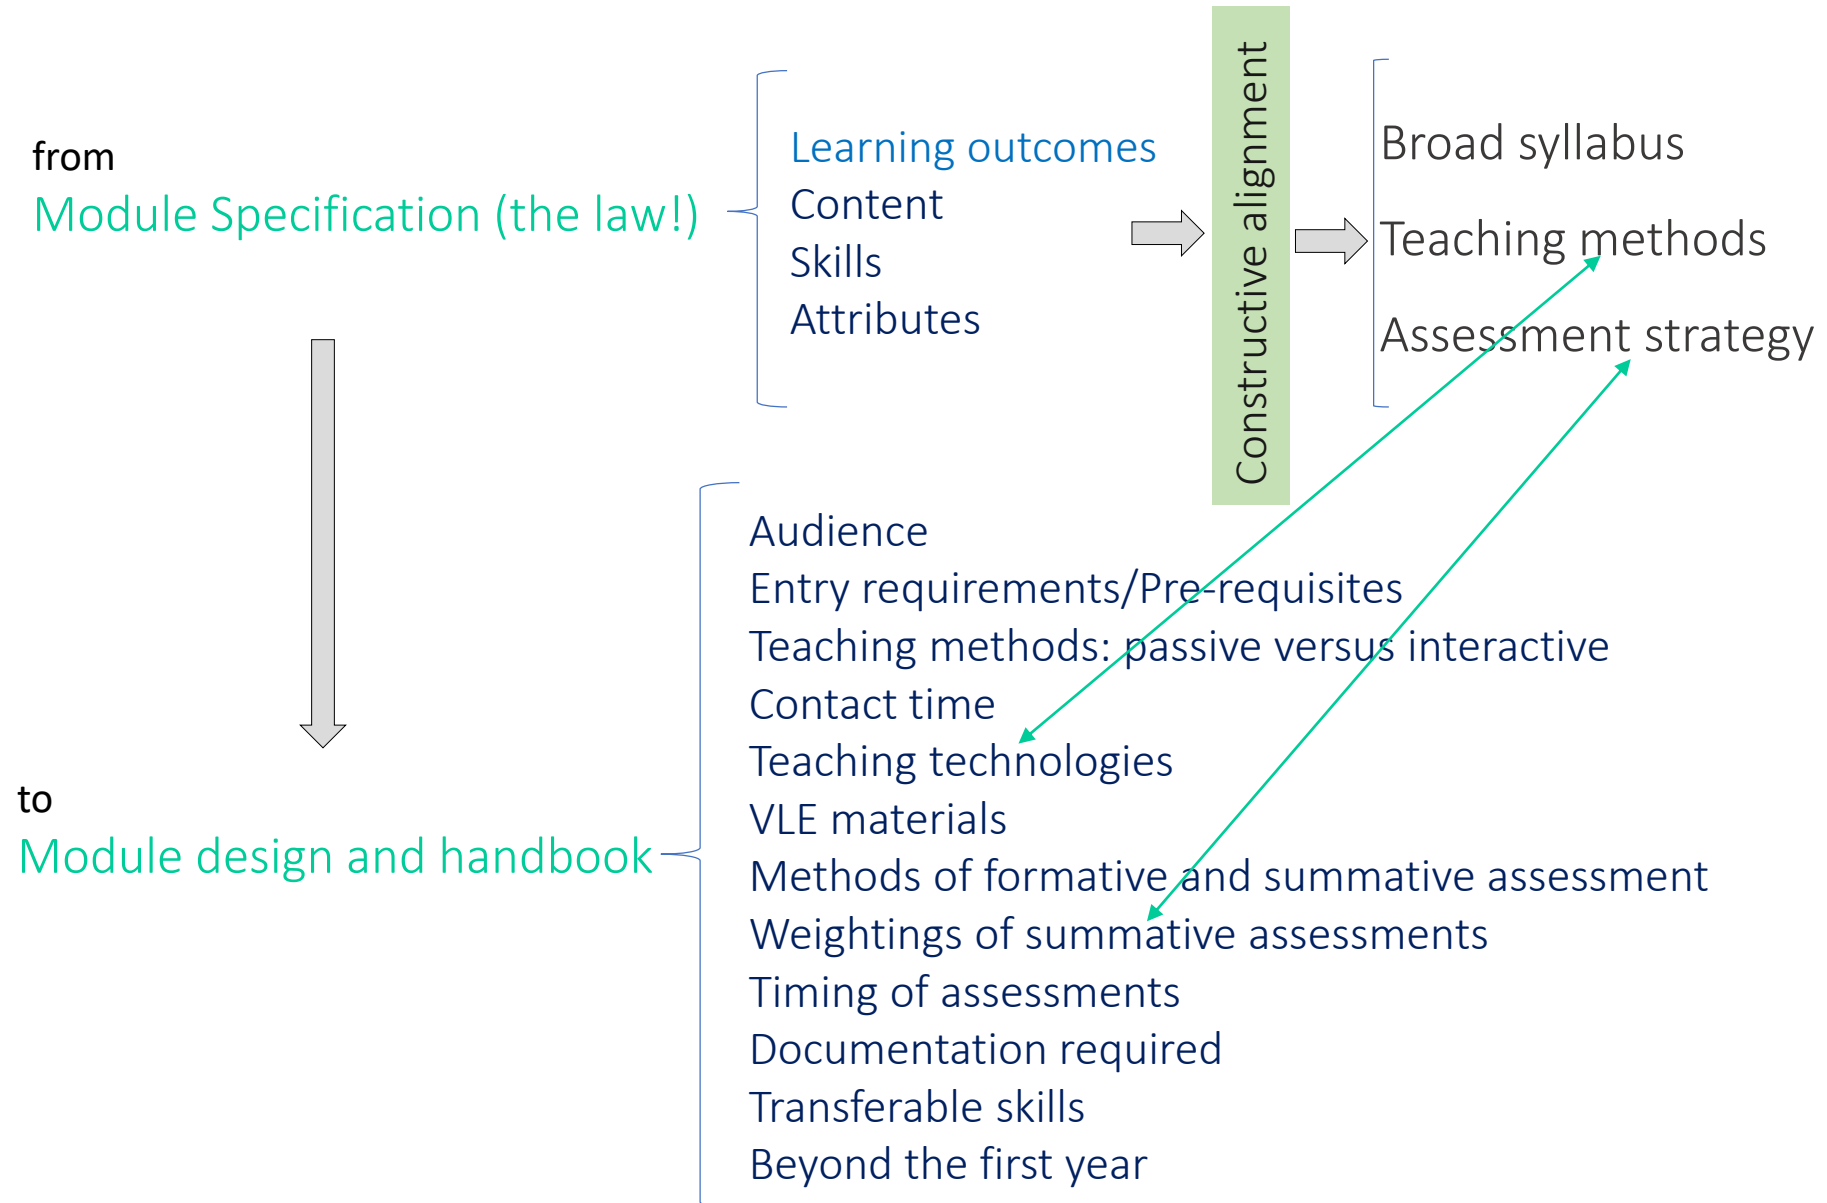 from
Module Specification (the law!)
Learning outcomes
Content
Skills
Attributes
Constructive alignment
Broad syllabus
Teaching methods
Assessment strategy
to
Module design and handbook
Audience
Entry requirements/Pre-requisites
Teaching methods: passive versus interactive
Contact time
Teaching technologies
VLE materials
Methods of formative and summative assessment
Weightings of summative assessments
Timing of assessments
Documentation required
Transferable skills
Beyond the first year